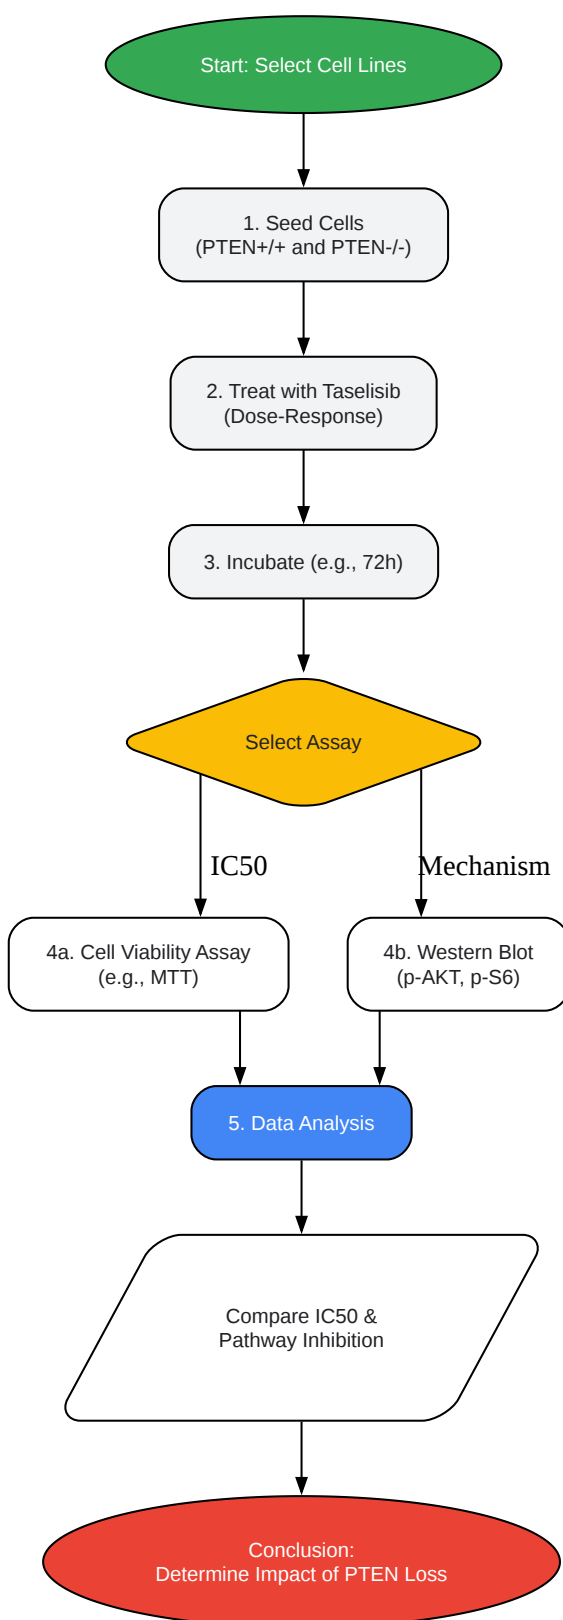 Start: Select Cell Lines
1. Seed Cells
(PTEN+/+ and PTEN-/-)
2. Treat with Taselisib
(Dose-Response)
3. Incubate (e.g., 72h)
Select Assay
IC50
Mechanism
4a. Cell Viability Assay
(e.g., MTT)
4b. Western Blot
(p-AKT, p-S6)
5. Data Analysis
Compare IC50 &
Pathway Inhibition
Conclusion:
Determine Impact of PTEN Loss